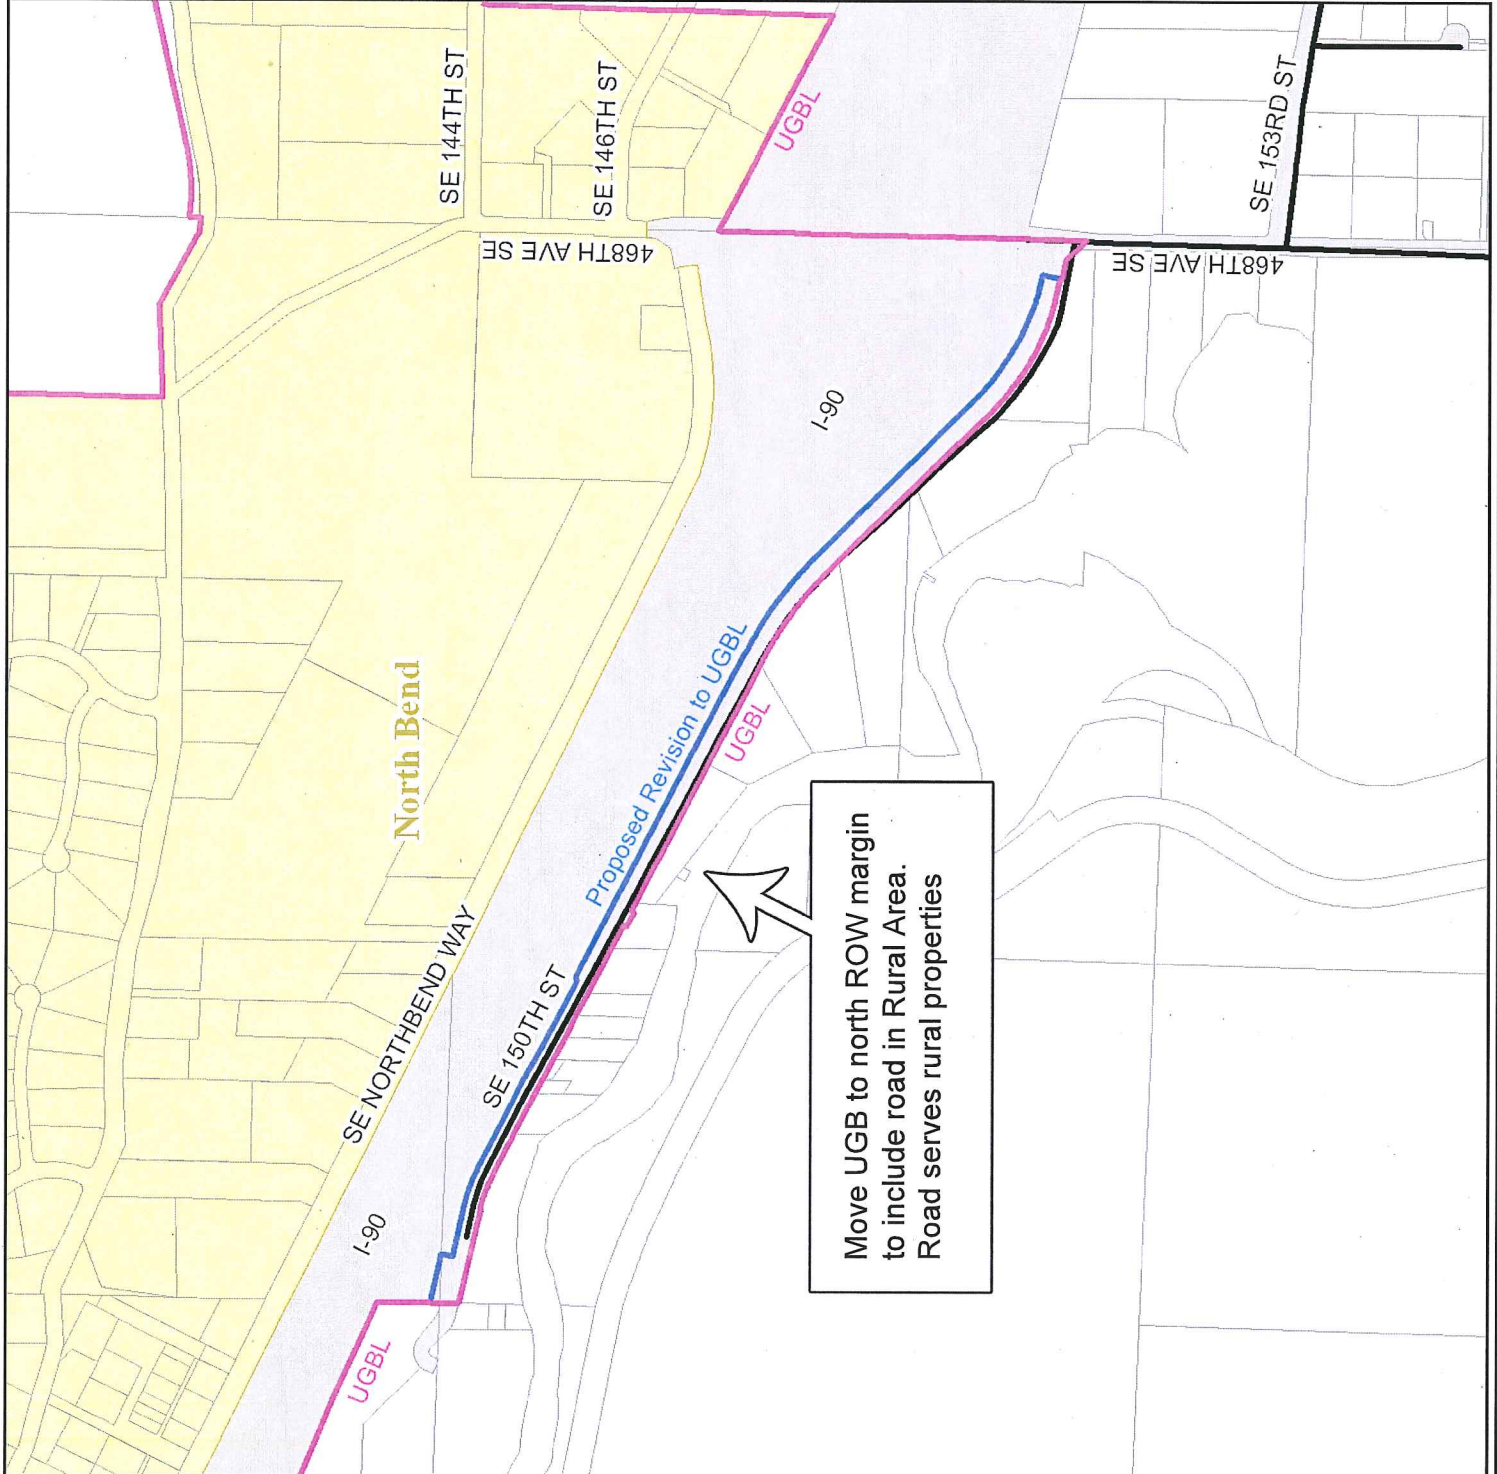 SE 144TH ST
SE 146TH ST
UGBL
SE 153RD ST
468TH AVE SE
468TH AVE SE
I-90
North Bend
Proposed Revision to UGBL
UGBL
SE NORTHBEND WAY
SE 150TH ST
I-90
UGBL
Move UGB to north ROW margin
to include road in Rural Area.
Road serves rural properties